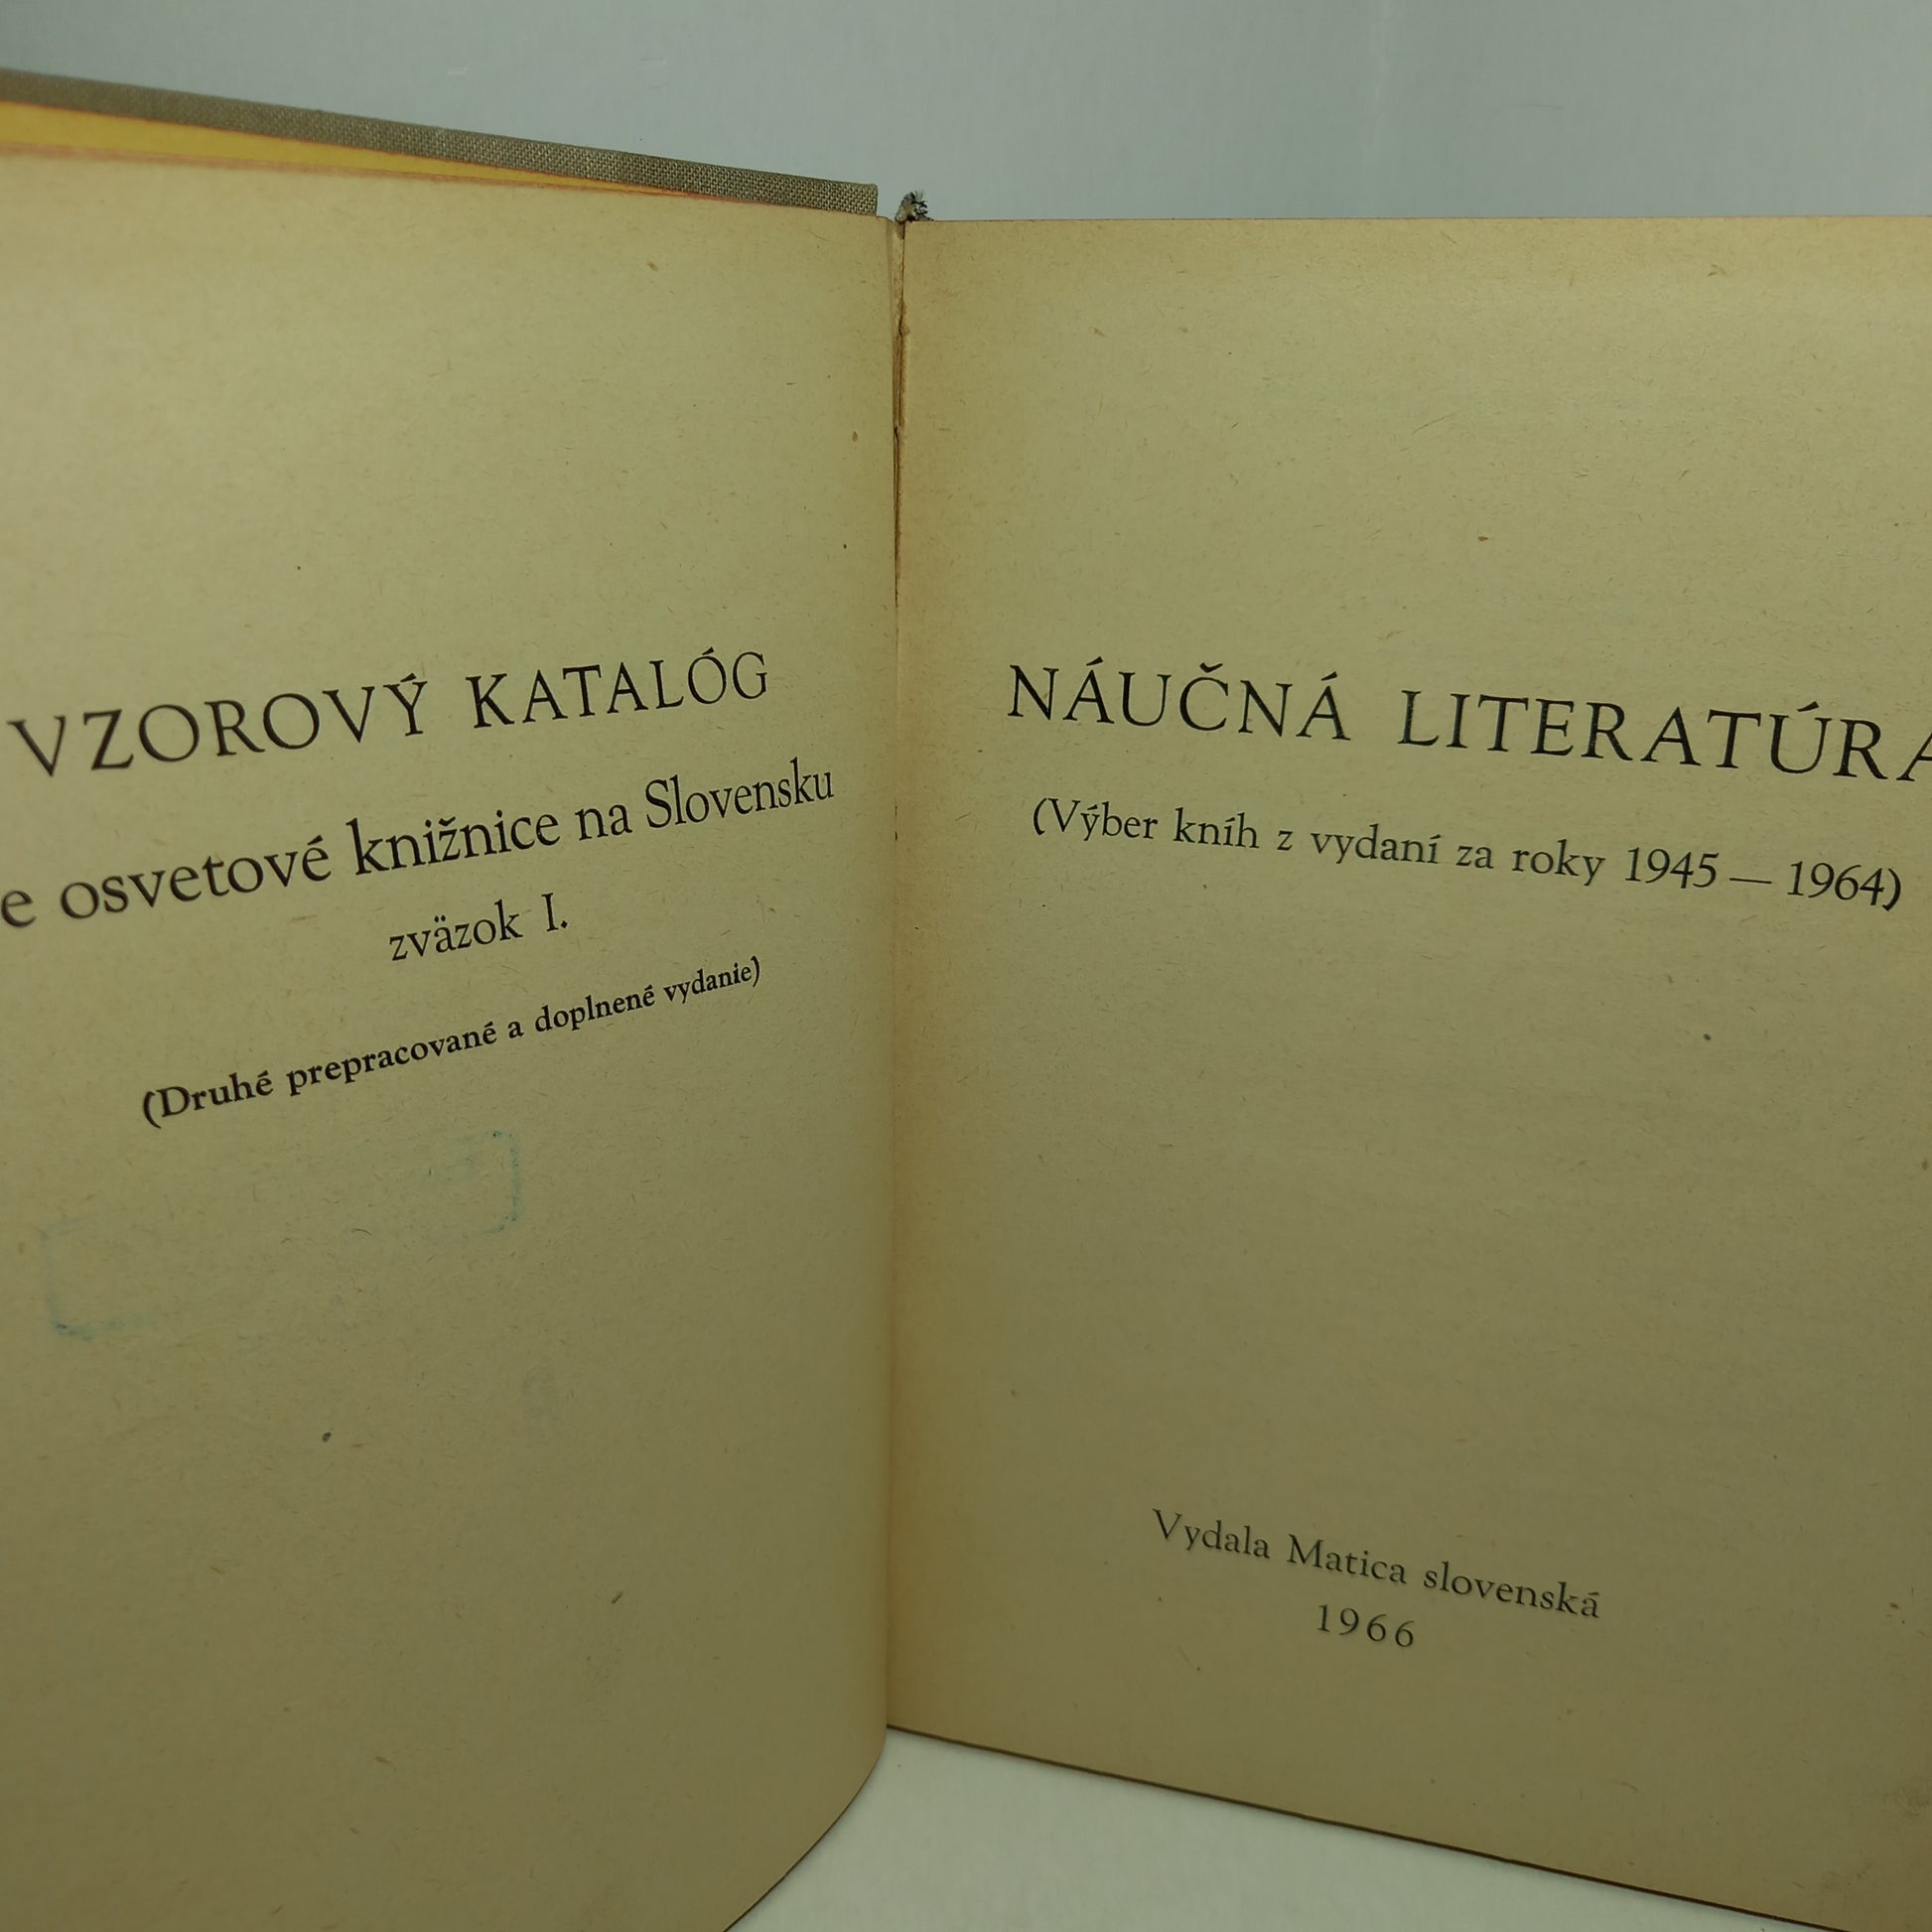 VZOROVÝ KATALÓG
e osvetové knižnice na Slovensku
zväzok I.
(Druhé prepracované a doplnené vydanie)
NÁUČNÁ LITERATÚRA
(Výber kníh z vydaní za roky 1945 — 1964)
Vydala Matica slovenská
1966